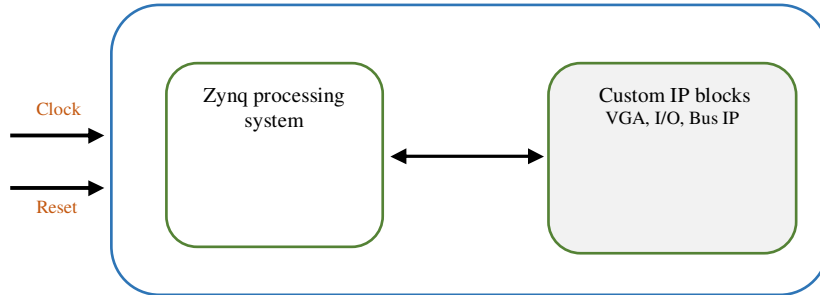 Clock
Reset
Zynq processing
system
Custom IP blocks
VGA, I/O, Bus IP